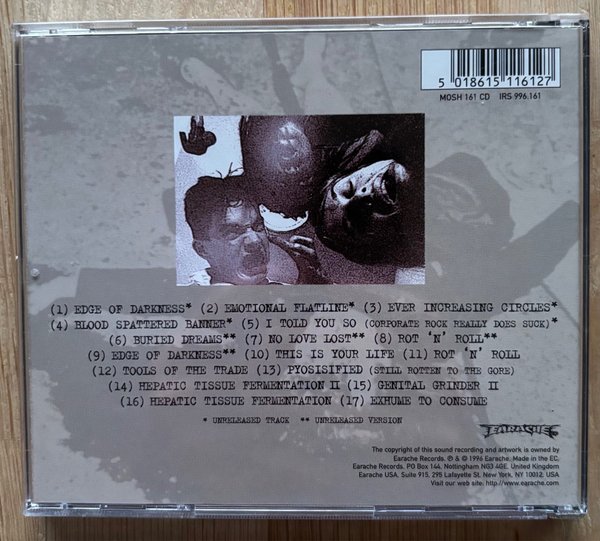 5 018615 116127
MOSH 161 CD IRS 996.161
(1) EDGE OF DARKNESS* (2) EMOTIONAL FLATLINE* (3) EVER INCREASING CIRCLES*
(4) BLOOD SPATTERED BANNER* (5) I TOLD YOU SO (CORPORATE ROCK REALLY DOES SUCK)*
(6) BURIED DREAMS** (7) NO LOVE LOST** (8) ROT 'N' ROLL**
(9) EDGE OF DARKNESS** (10) THIS IS YOUR LIFE (11) ROT 'N' ROLL
(12) TOOLS OF THE TRADE (13) PYOSISIFIED (STILL ROTTEN TO THE GORE)
(14) HEPATIC TISSUE FERMENTATION II (15) GENITAL GRINDER II
(16) HEPATIC TISSUE FERMENTATION (17) EXHUME TO CONSUME
* UNRELEASED TRACK ** UNRELEASED VERSION
EARACHE
The copyright of this sound recording and artwork is owned by
Earache Records. ℗ & © 1996 Earache. Made in the EC.
Earache Records. PO Box 144, Nottingham NG3 4GE. United Kingdom
Earache USA. Suite 915, 295 Lafayette St. New York, NY 10012. USA
Visit our web site: http://www.earache.com